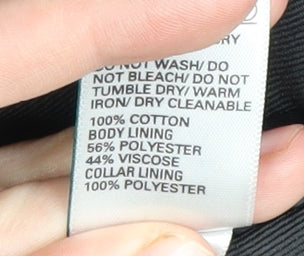 RY
DO NOT WASH/ DO
NOT BLEACH/ DO NOT
TUMBLE DRY/ WARM
IRON/ DRY CLEANABLE
100% COTTON
BODY LINING
56% POLYESTER
44% VISCOSE
COLLAR LINING
100% POLYESTER